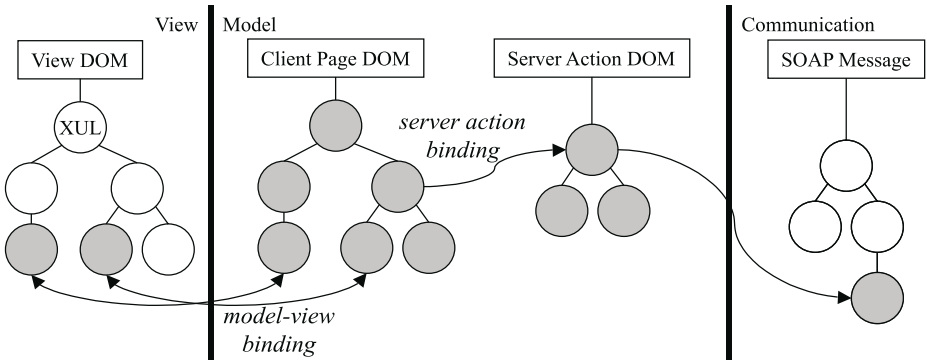 View
Model
Communication
View DOM
Client Page DOM
Server Action DOM
SOAP Message
XUL
server action
binding
model-view
binding